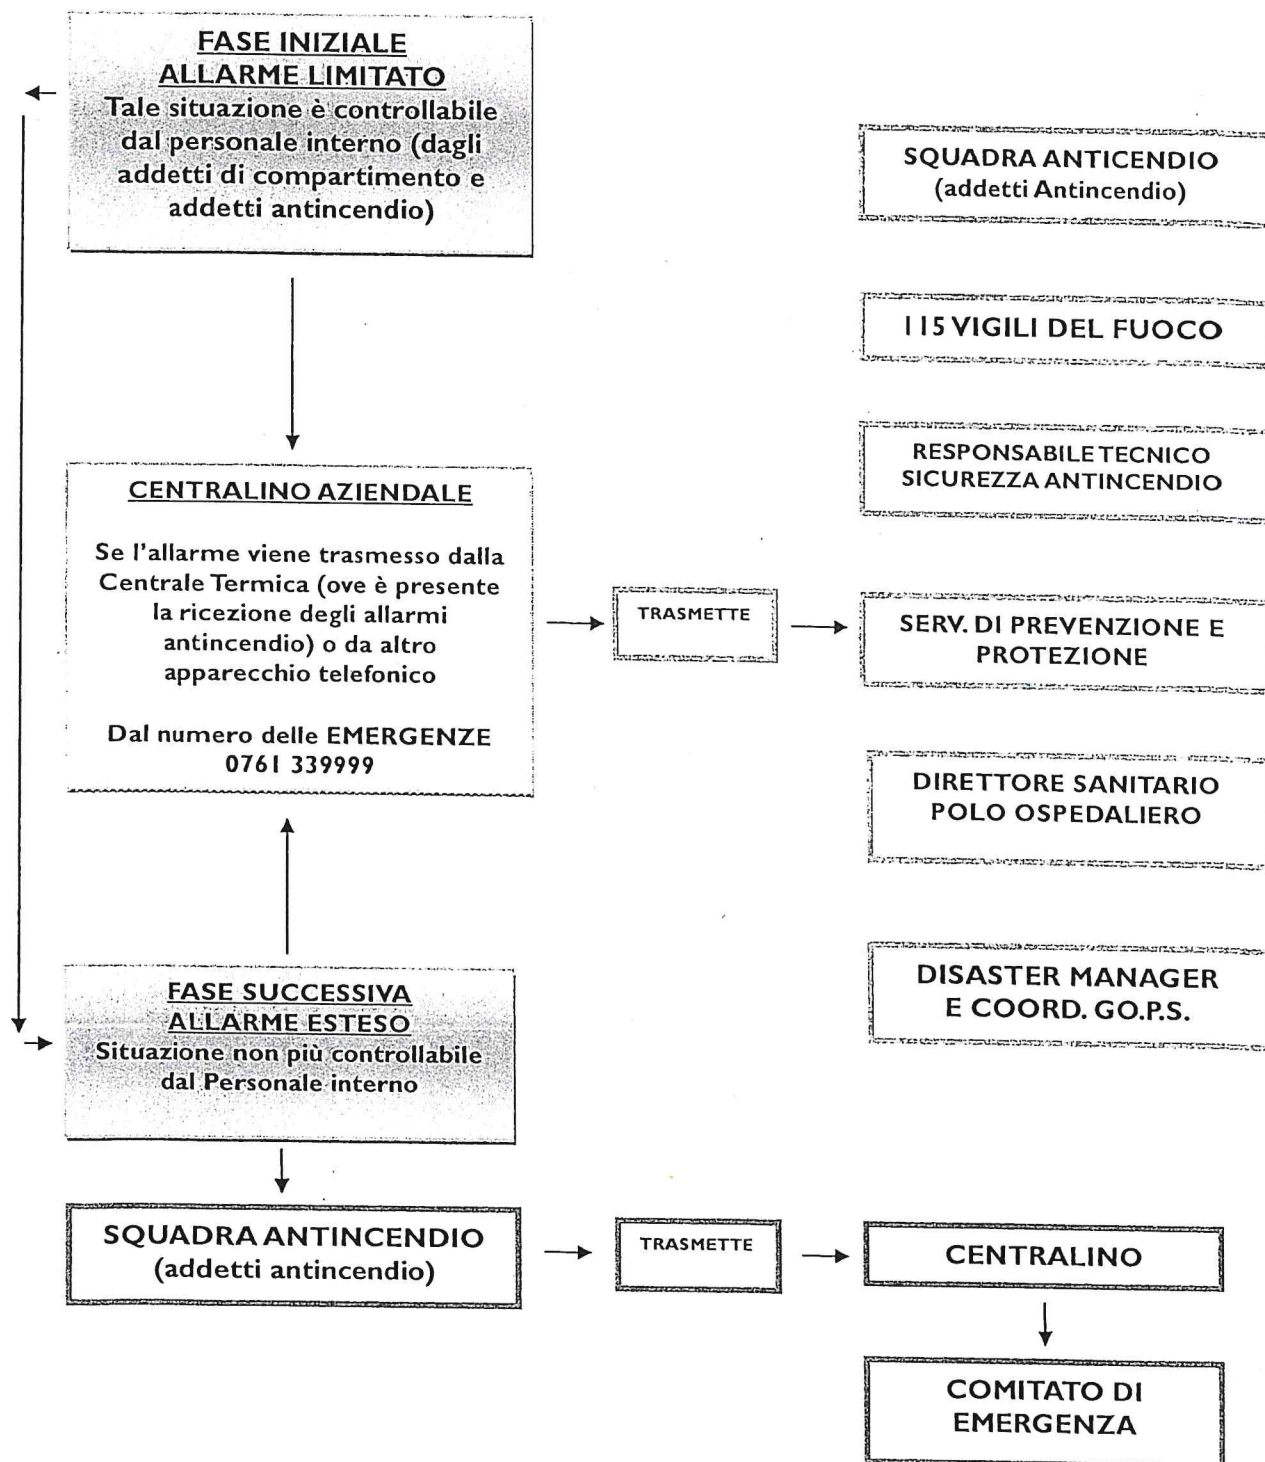 FASE INIZIALE
ALLARME LIMITATO
Tale situazione è controllabile
dal personale interno (dagli
addetti di compartimento e
addetti antincendio)
SQUADRA ANTICENDIO
(addetti Antincendio)
115 VIGILI DEL FUOCO
RESPONSABILE TECNICO
SICUREZZA ANTINCENDIO
CENTRALINO AZIENDALE
Se l'allarme viene trasmesso dalla
Centrale Termica (ove è presente
la ricezione degli allarmi
antincendio) o da altro
apparecchio telefonico
Dal numero delle EMERGENZE
0761 339999
TRASMETTE
SERV. DI PREVENZIONE E
PROTEZIONE
DIRETTORE SANITARIO
POLO OSPEDALIERO
DISASTER MANAGER
E COORD. GO.P.S.
FASE SUCCESSIVA
ALLARME ESTESO
Situazione non più controllabile
dal Personale interno
SQUADRA ANTINCENDIO
(addetti antincendio)
TRASMETTE
CENTRALINO
COMITATO DI
EMERGENZA